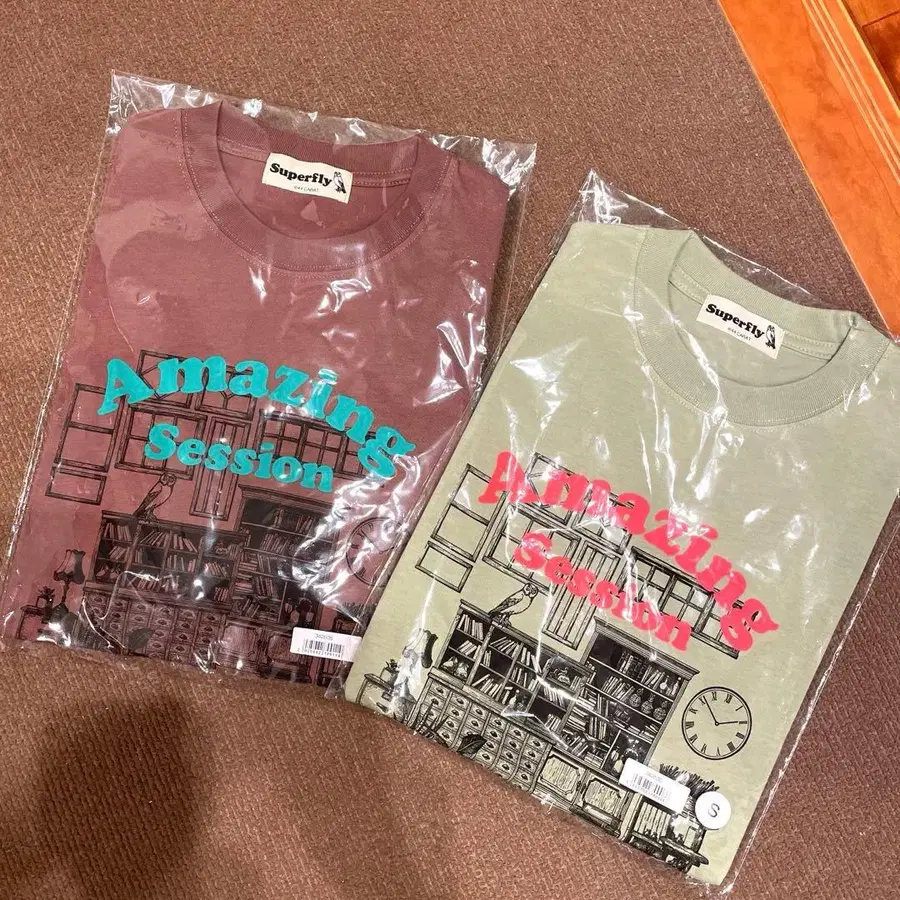 Superfly
Amazing
Session
Superfly
Amazing
Session
S